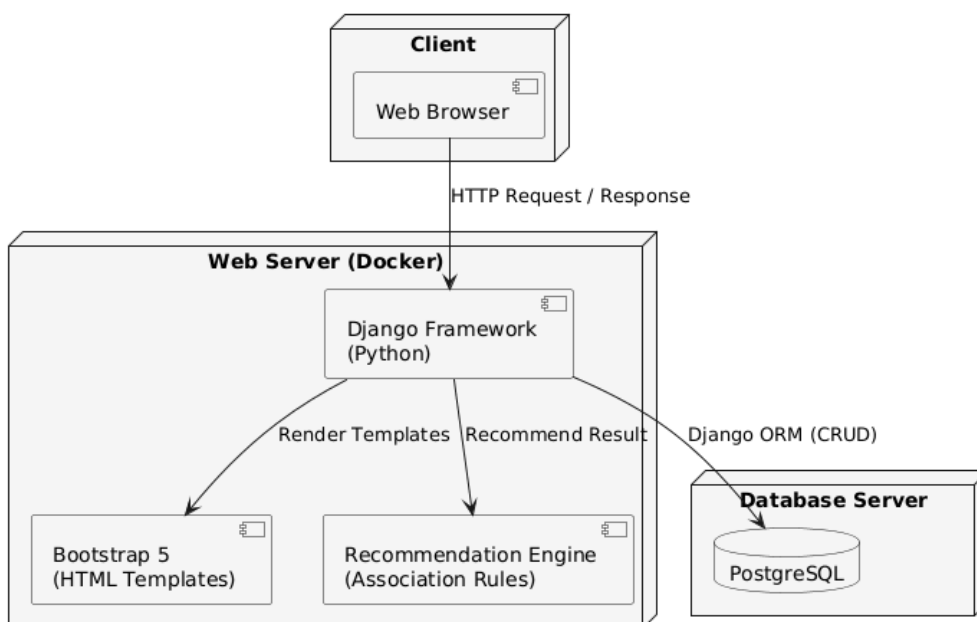 Client
Web Browser
HTTP Request / Response
Web Server (Docker)
Django Framework
(Python)
Render Templates
Recommend Result
Django ORM (CRUD)
Database Server
Bootstrap 5
(HTML Templates)
Recommendation Engine
(Association Rules)
PostgreSQL